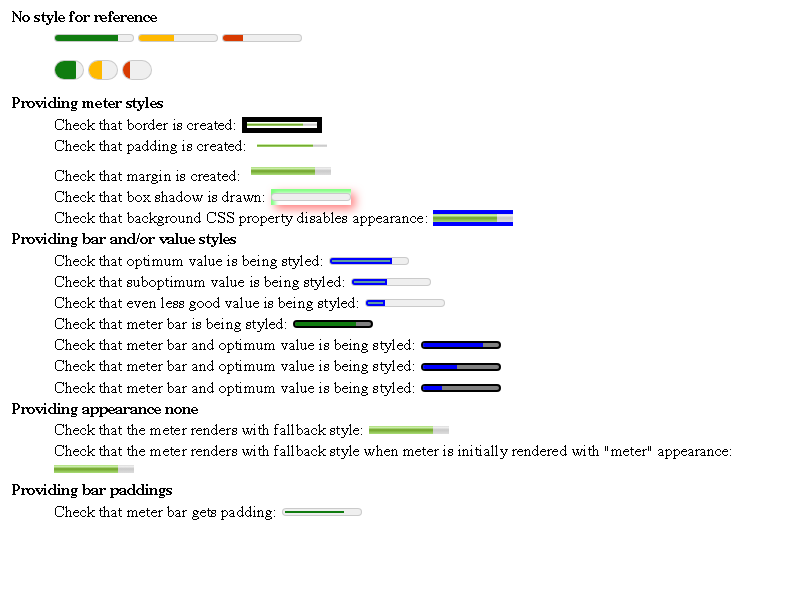 No style for reference
Providing meter styles
Check that border is created:
Check that padding is created:
Check that margin is created:
Check that box shadow is drawn:
Check that background CSS property disables appearance:
Providing bar and/or value styles
Check that optimum value is being styled:
Check that suboptimum value is being styled:
Check that even less good value is being styled:
Check that meter bar is being styled:
Check that meter bar and optimum value is being styled:
Check that meter bar and optimum value is being styled:
Check that meter bar and optimum value is being styled:
Providing appearance none
Check that the meter renders with fallback style:
Check that the meter renders with fallback style when meter is initially rendered with "meter" appearance:
Providing bar paddings
Check that meter bar gets padding: